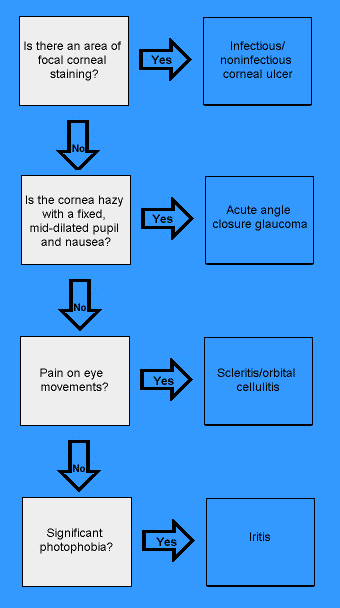 Is there an area of
focal corneal
staining?
Yes
Infectious/
noninfectious
corneal ulcer
No
Is the cornea hazy
with a fixed,
mid-dilated pupil
and nausea?
Yes
Acute angle
closure glaucoma
No
Pain on eye
movements?
Yes
Scleritis/orbital
cellulitis
No
Significant
photophobia?
Yes
Iritis